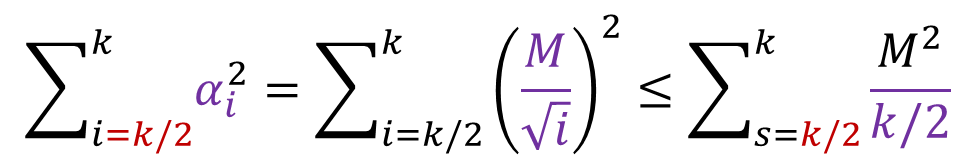 ∑_{i=k/2}^{k} α_i^2 = ∑_{i=k/2}^{k} (M/√i)^2 ≤ ∑_{s=k/2}^{k} M^2/(k/2)